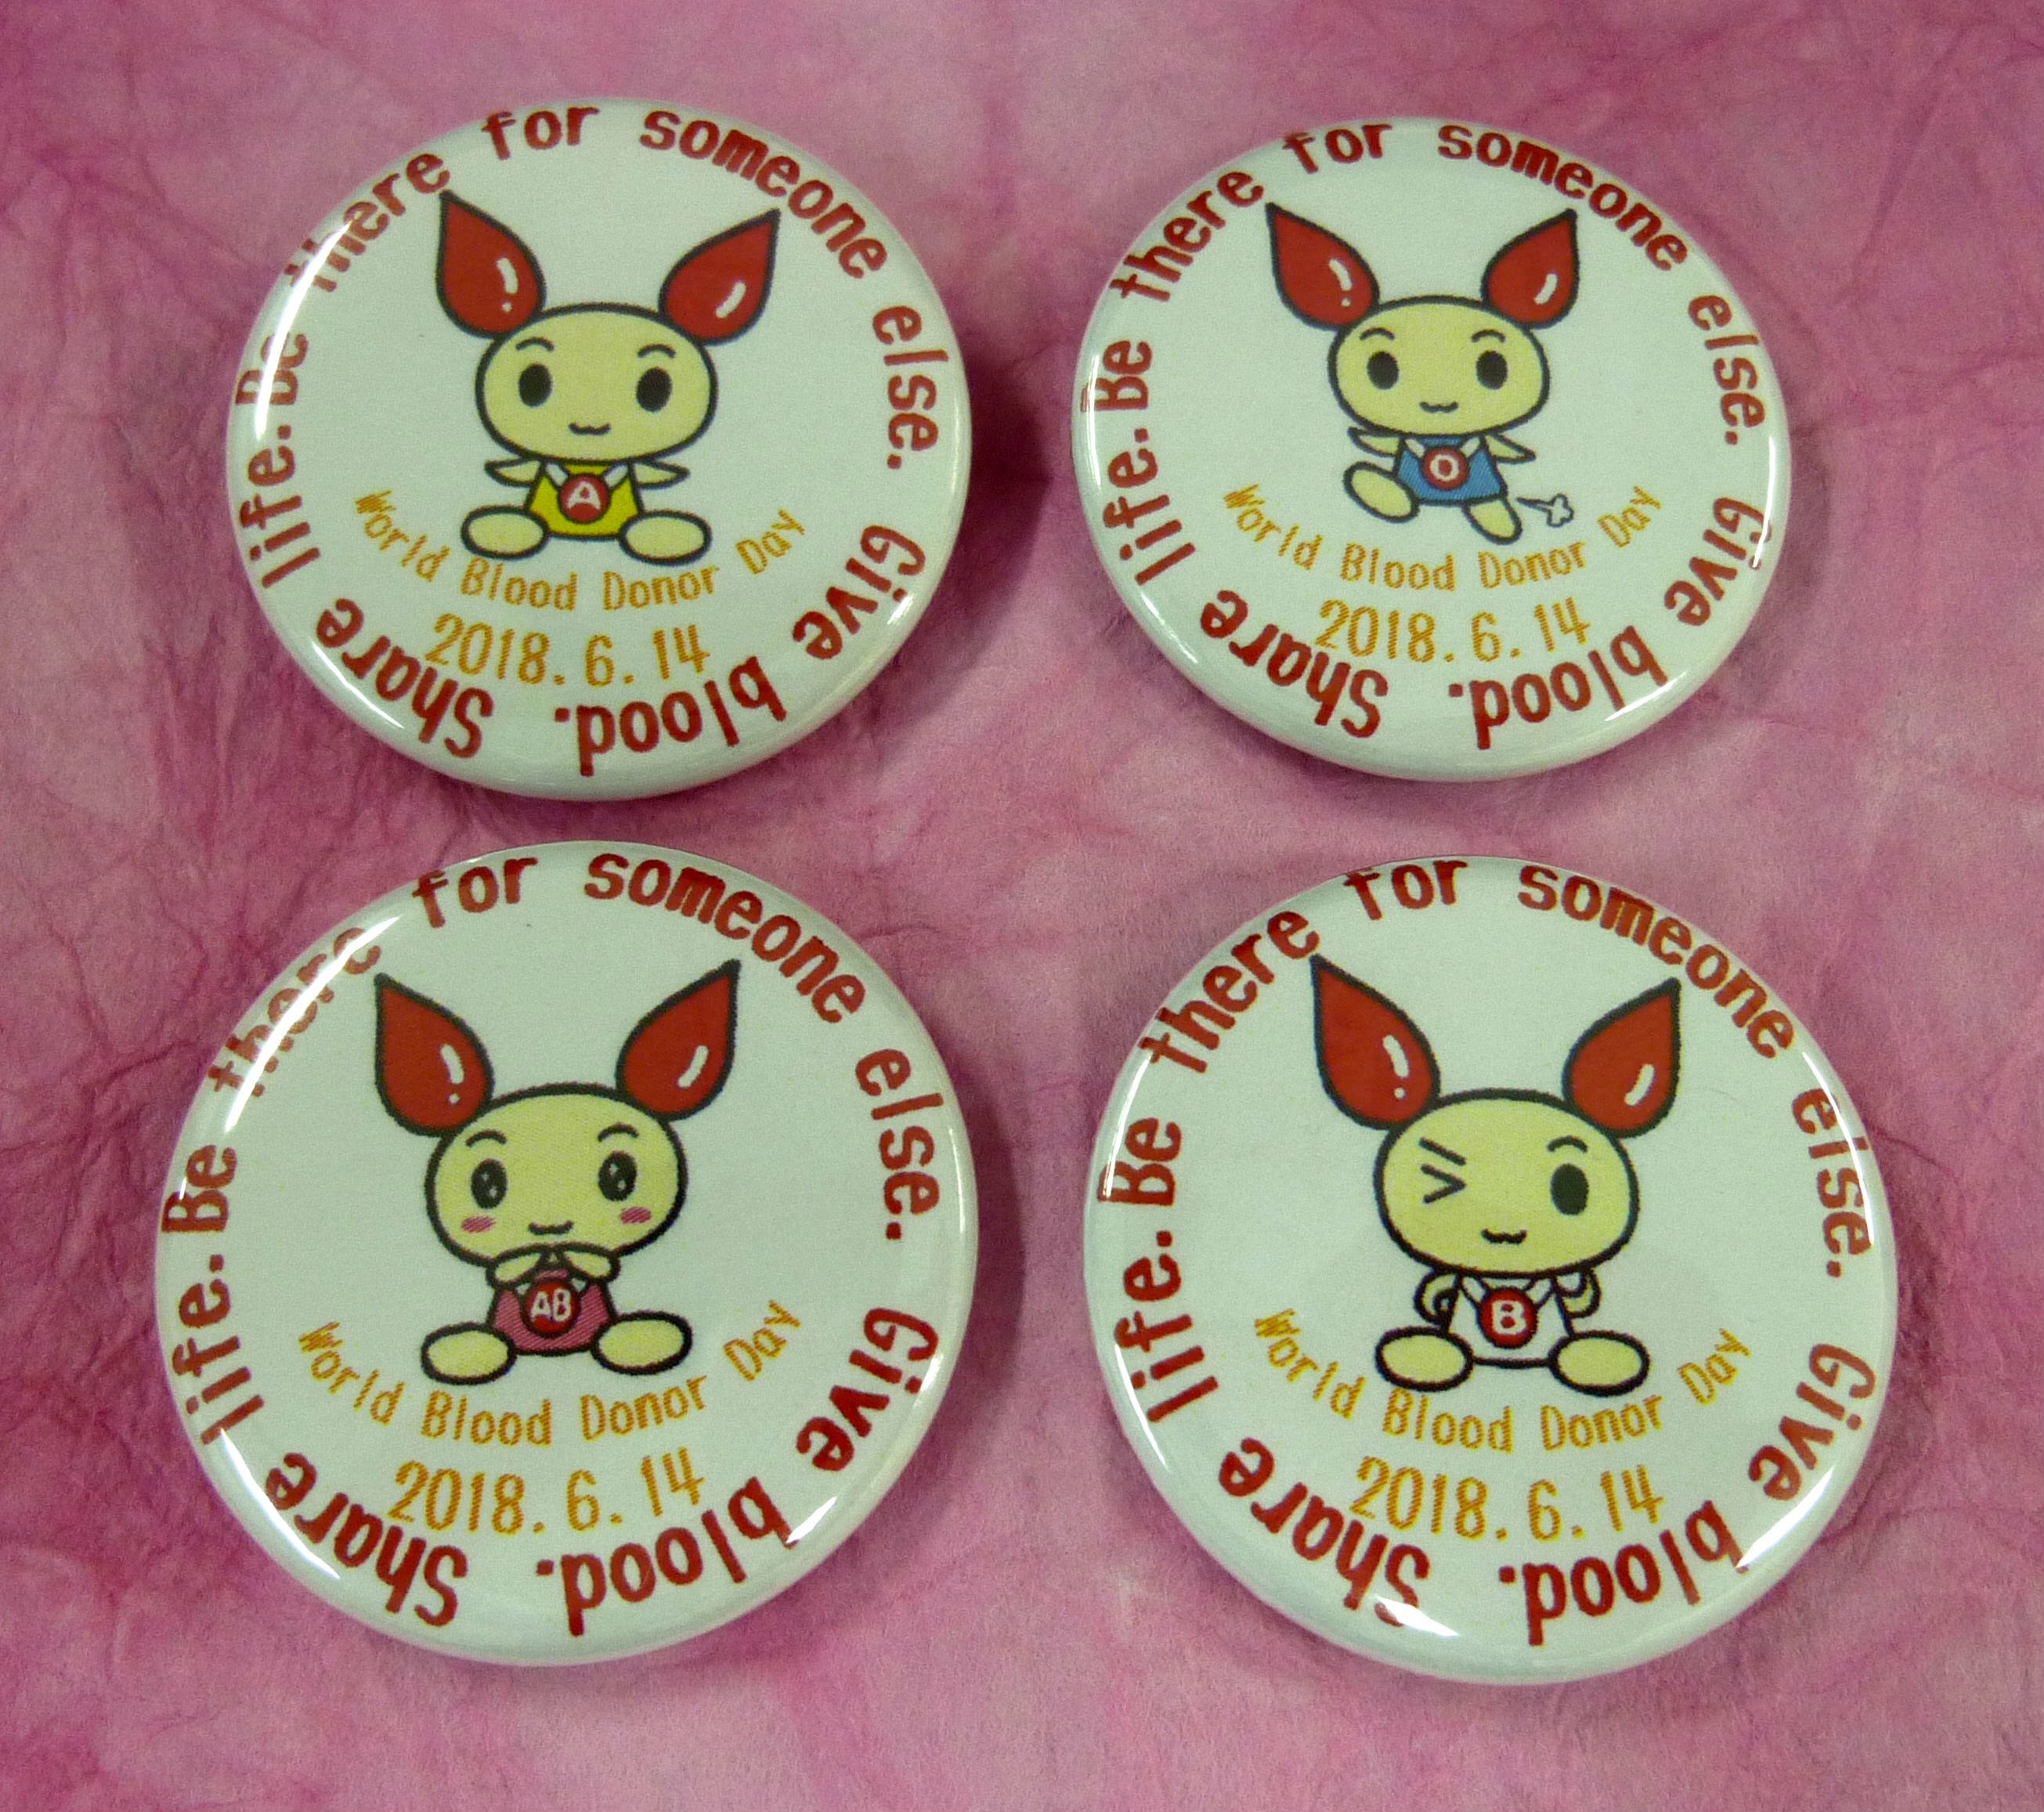 Be there for someone else. Give blood. Share life.
A
World Blood Donor Day
2018.6.14
Be there for someone else. Give blood. Share life.
O
World Blood Donor Day
2018.6.14
Be there for someone else. Give blood. Share life.
AB
World Blood Donor Day
2018.6.14
Be there for someone else. Give blood. Share life.
B
World Blood Donor Day
2018.6.14